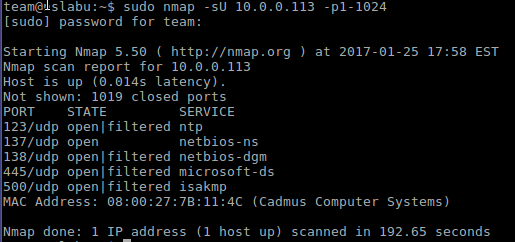 team@slabu:~$ sudo nmap -sU 10.0.0.113 -p1-1024
[sudo] password for team:
Starting Nmap 5.50 ( http://nmap.org ) at 2017-01-25 17:58 EST
Nmap scan report for 10.0.0.113
Host is up (0.014s latency).
Not shown: 1019 closed ports
PORT    STATE         SERVICE
123/udp open|filtered ntp
137/udp open          netbios-ns
138/udp open|filtered netbios-dgm
445/udp open|filtered microsoft-ds
500/udp open|filtered isakmp
MAC Address: 08:00:27:7B:11:4C (Cadmus Computer Systems)
Nmap done: 1 IP address (1 host up) scanned in 192.65 seconds